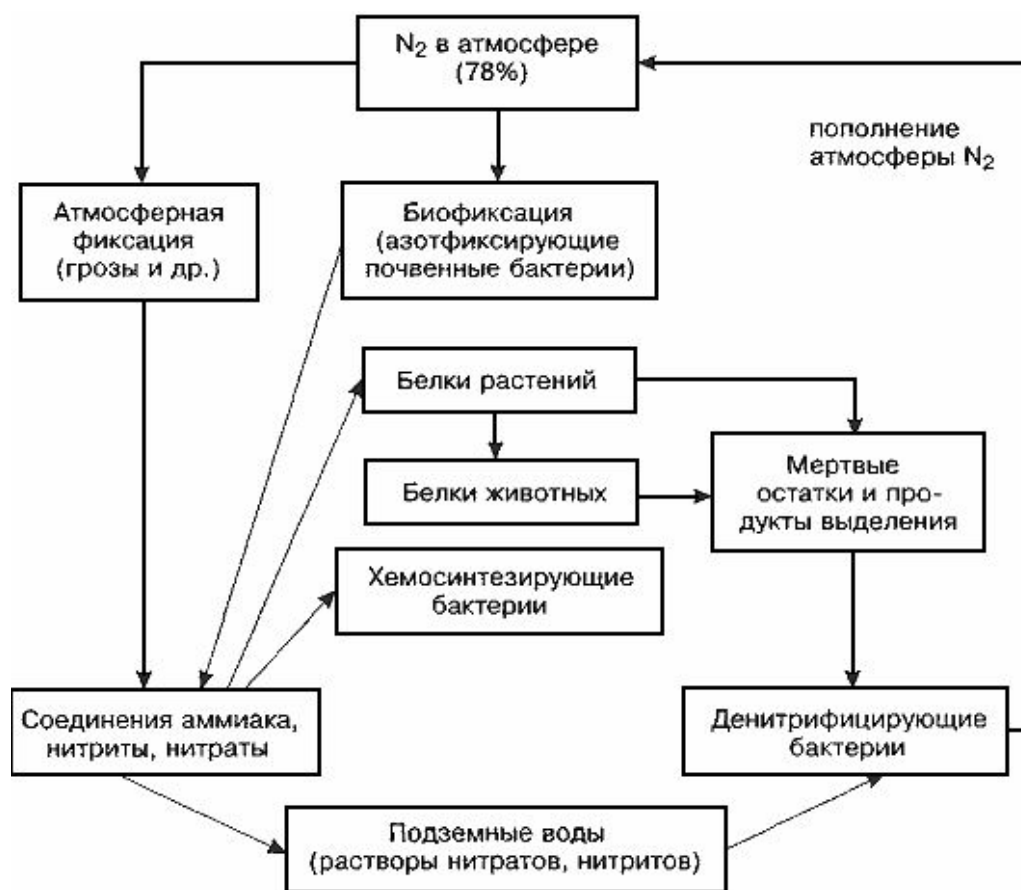 N₂ в атмосфере
(78%)
пополнение
атмосферы N₂
Атмосферная
фиксация
(грозы и др.)
Биофиксация
(азотфиксирующие
почвенные бактерии)
Белки растений
Белки животных
Мертвые
остатки и про-
дукты выделения
Хемосинтезирующие
бактерии
Соединения аммиака,
нитриты, нитраты
Денитрифицирующие
бактерии
Подземные воды
(растворы нитратов, нитритов)